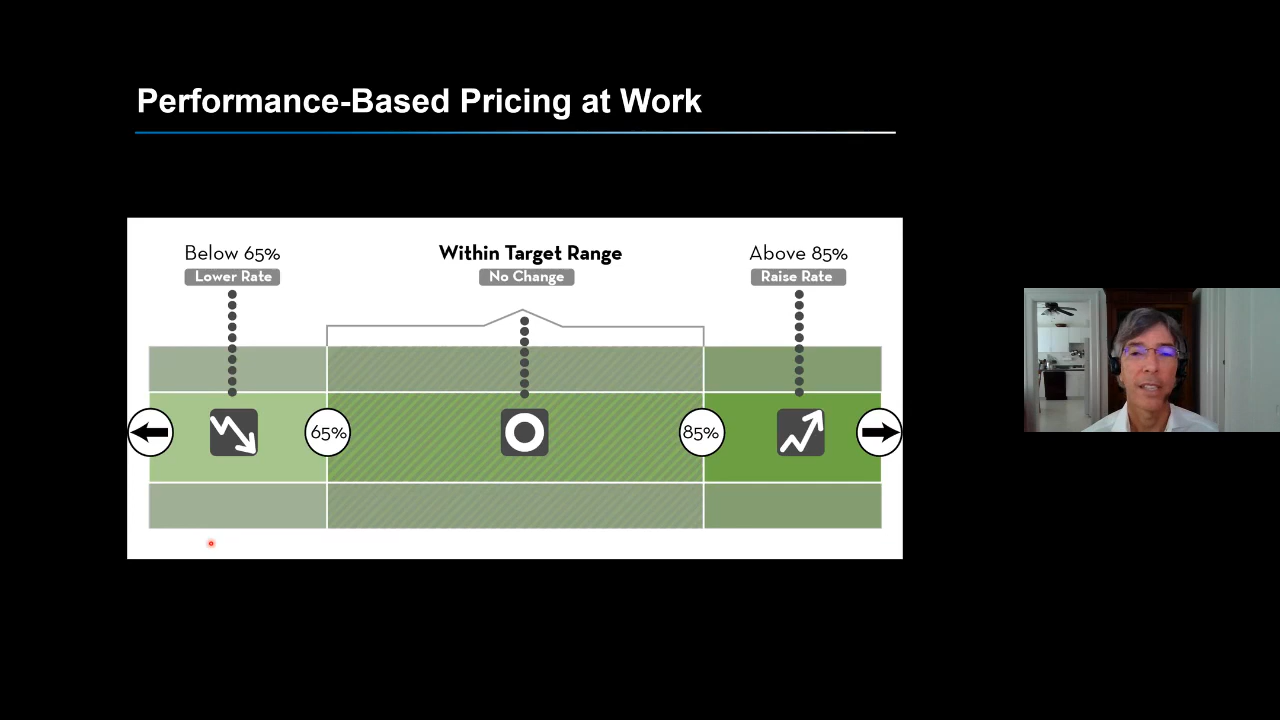 Performance-Based Pricing at Work
Below 65%
Lower Rate
Within Target Range
No Change
Above 85%
Raise Rate
65%
85%